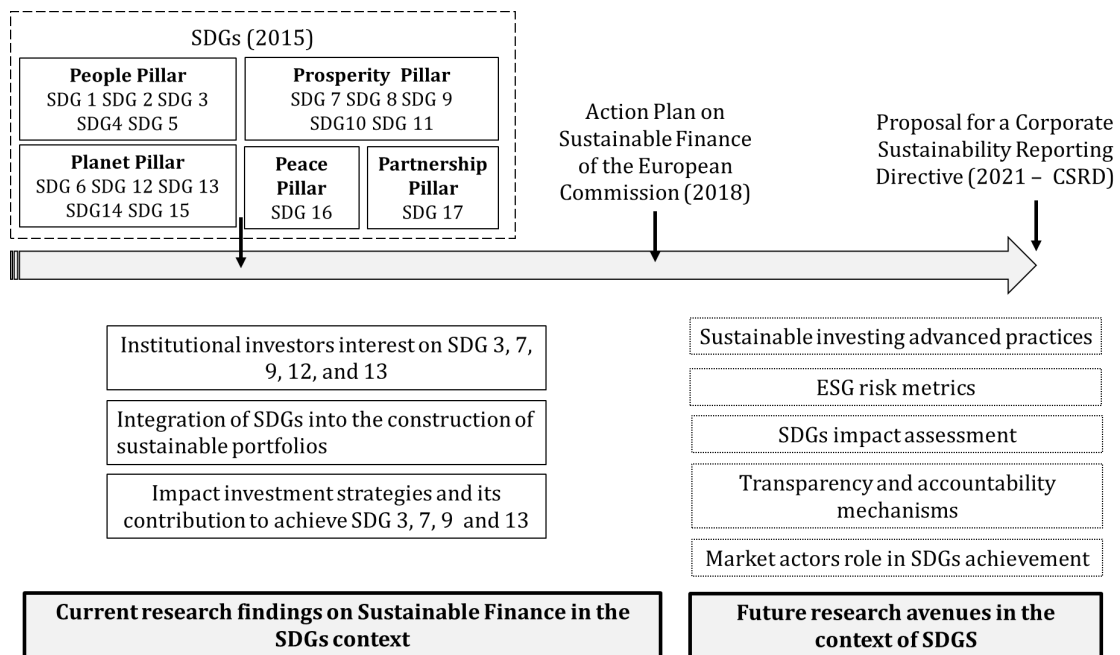 SDGs (2015)
People Pillar
SDG 1 SDG 2 SDG 3
SDG4 SDG 5
Prosperity Pillar
SDG 7 SDG 8 SDG 9
SDG10 SDG 11
Planet Pillar
SDG 6 SDG 12 SDG 13
SDG14 SDG 15
Peace
Pillar
SDG 16
Partnership
Pillar
SDG 17
Action Plan on
Sustainable Finance
of the European
Commission (2018)
Proposal for a Corporate
Sustainability Reporting
Directive (2021 – CSRD)
Institutional investors interest on SDG 3, 7,
9, 12, and 13
Integration of SDGs into the construction of
sustainable portfolios
Impact investment strategies and its
contribution to achieve SDG 3, 7, 9 and 13
Sustainable investing advanced practices
ESG risk metrics
SDGs impact assessment
Transparency and accountability
mechanisms
Market actors role in SDGs achievement
Current research findings on Sustainable Finance in the
SDGs context
Future research avenues in the
context of SDGS